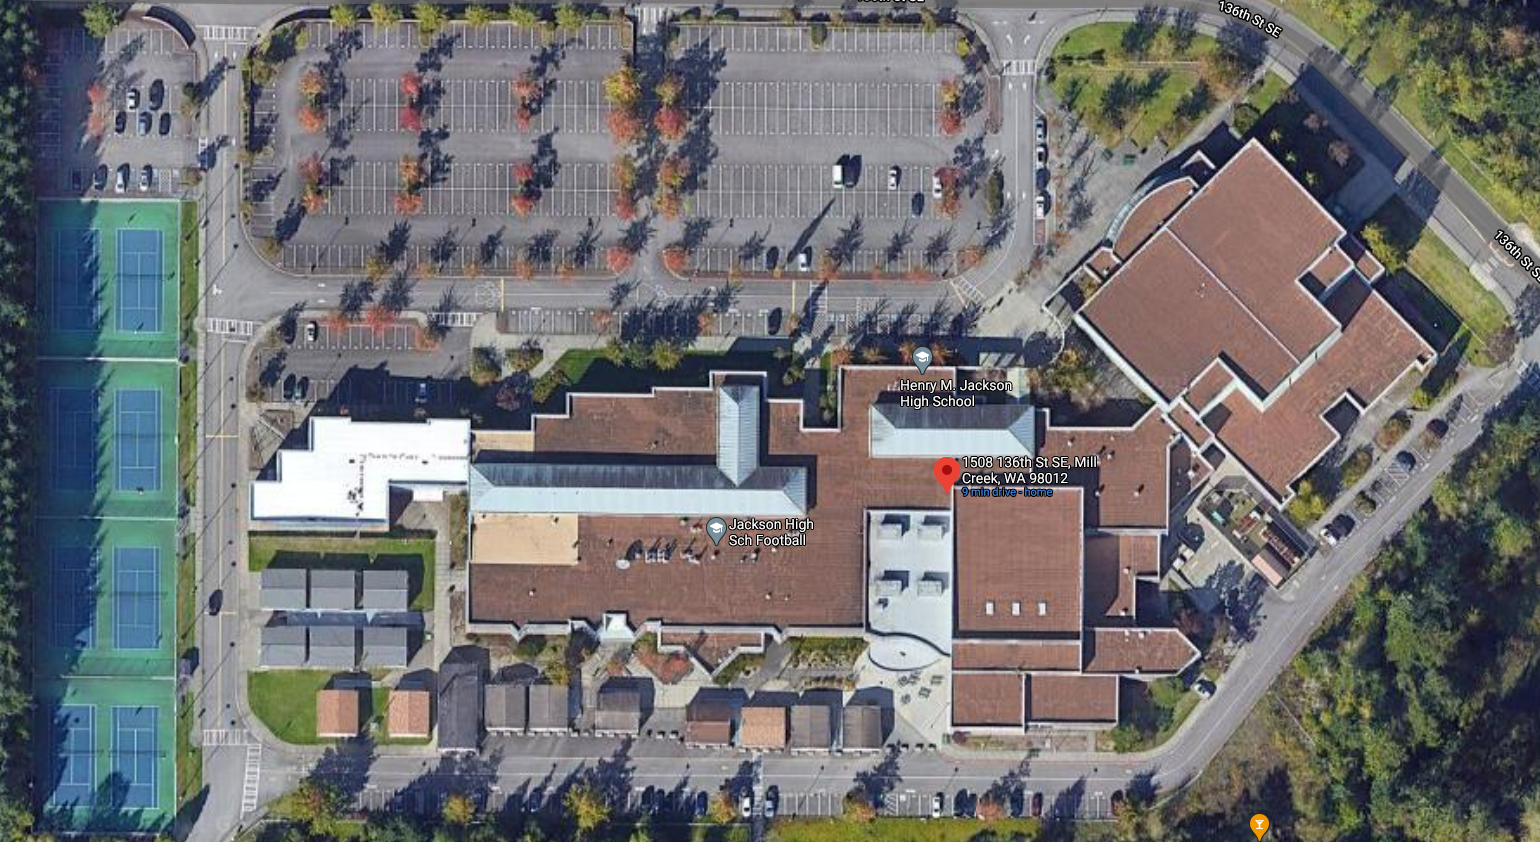 136th St SE
136th St S
Henry M. Jackson
High School
1508 136th St SE, Mill
Creek, WA 98012
9 min drive - home
Jackson High
Sch Football